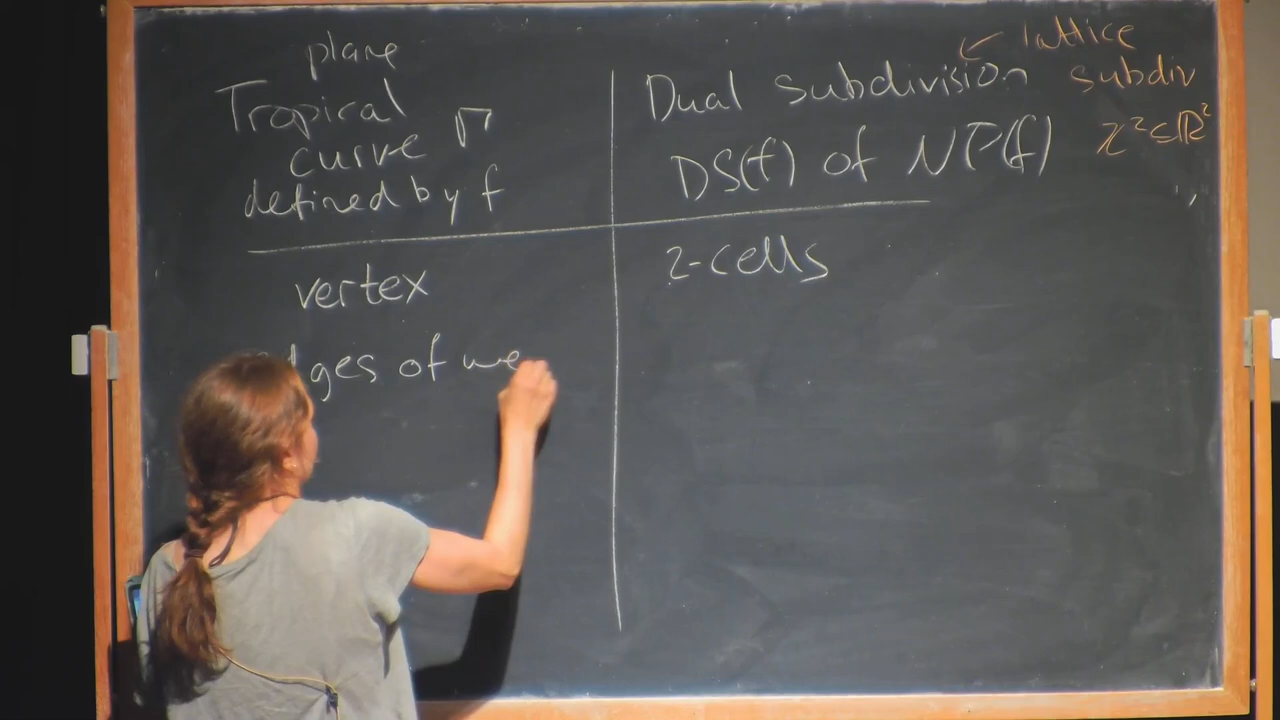 plane
Tropical
curve Γ
defined by f
Dual subdivision
DS(f) of NP(f)
lattice
subdiv
ℤ²⊂ℝ²
vertex
2-cells
dges of we